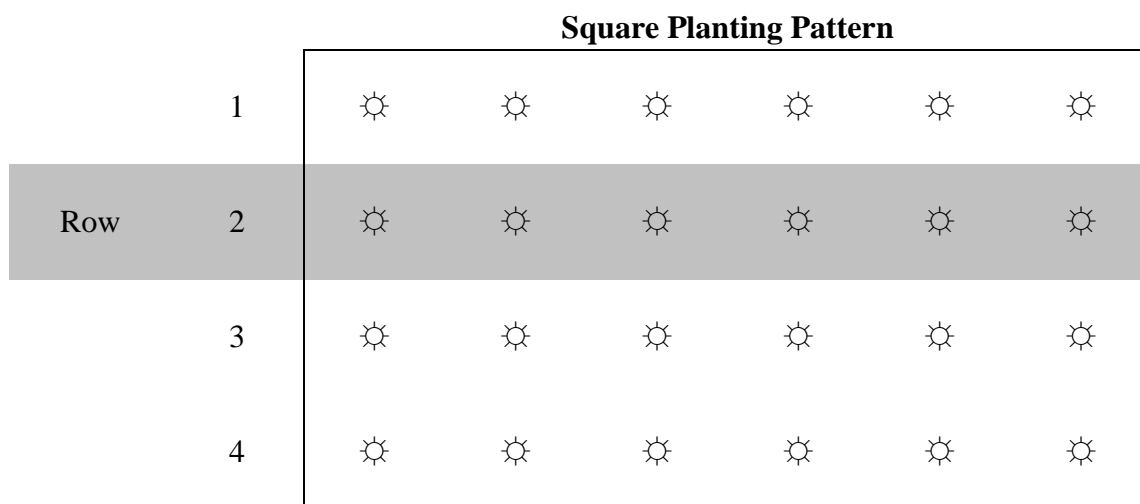 Square Planting Pattern
1 ☼ ☼ ☼ ☼ ☼ ☼
Row 2 ☼ ☼ ☼ ☼ ☼ ☼
3 ☼ ☼ ☼ ☼ ☼ ☼
4 ☼ ☼ ☼ ☼ ☼ ☼